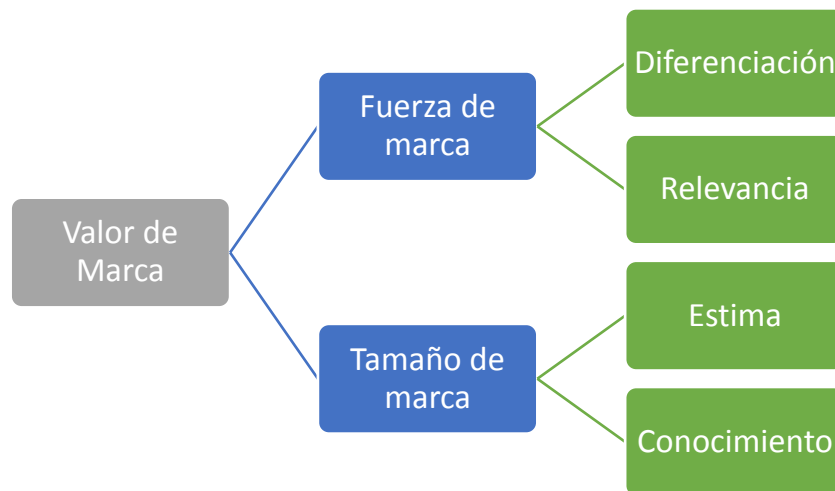 Valor de
Marca
Fuerza de
marca
Diferenciación
Relevancia
Tamaño de
marca
Estima
Conocimiento